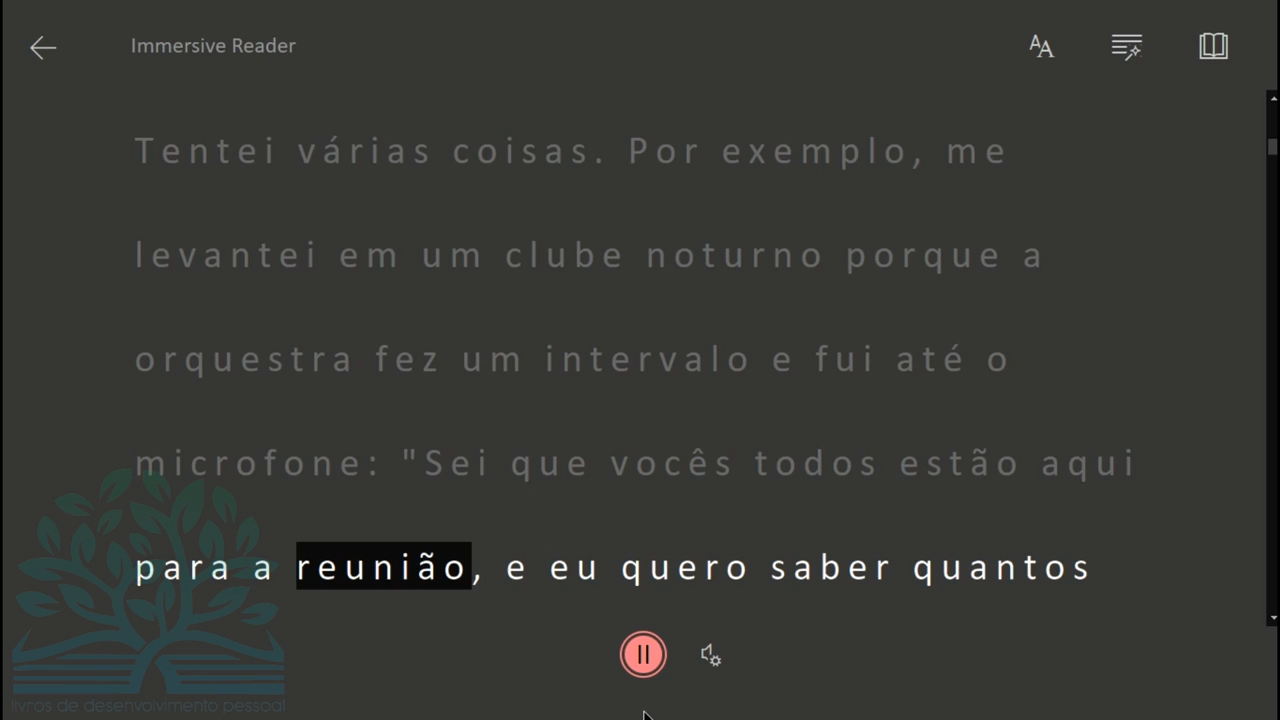 Immersive Reader
Tentei várias coisas. Por exemplo, me
levantei em um clube noturno porque a
orquestra fez um intervalo e fui até o
microfone: "Sei que vocês todos estão aqui
para a reunião, e eu quero saber quantos
livros de desenvolvimento pessoal